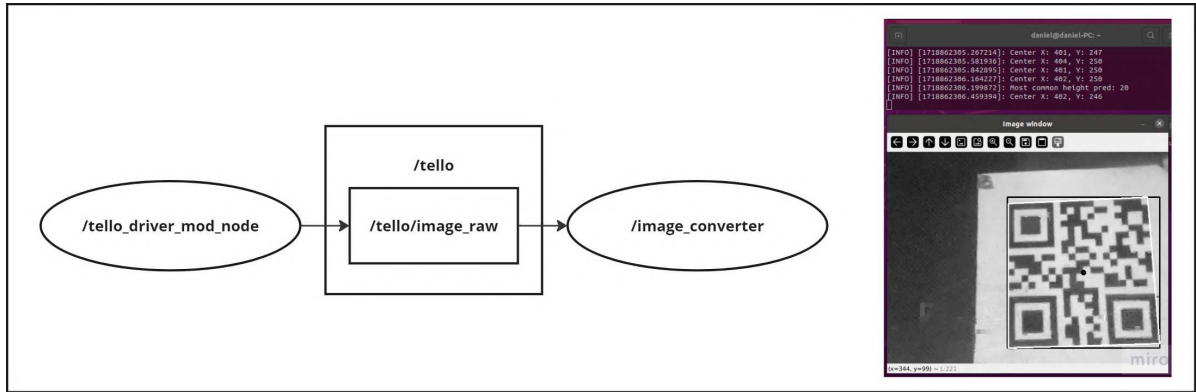 /tello_driver_mod_node
/tello
/tello/image_raw
/image_converter
daniel@daniel-PC: ~
[INFO] [1718862305.267214]: Center X: 401, Y: 247
[INFO] [1718862305.581936]: Center X: 404, Y: 250
[INFO] [1718862305.842895]: Center X: 401, Y: 250
[INFO] [1718862306.164227]: Center X: 402, Y: 250
[INFO] [1718862306.199872]: Most common height pred: 20
[INFO] [1718862306.459394]: Center X: 402, Y: 246
Image window
(x=344, y=99) ~ L:221
miro